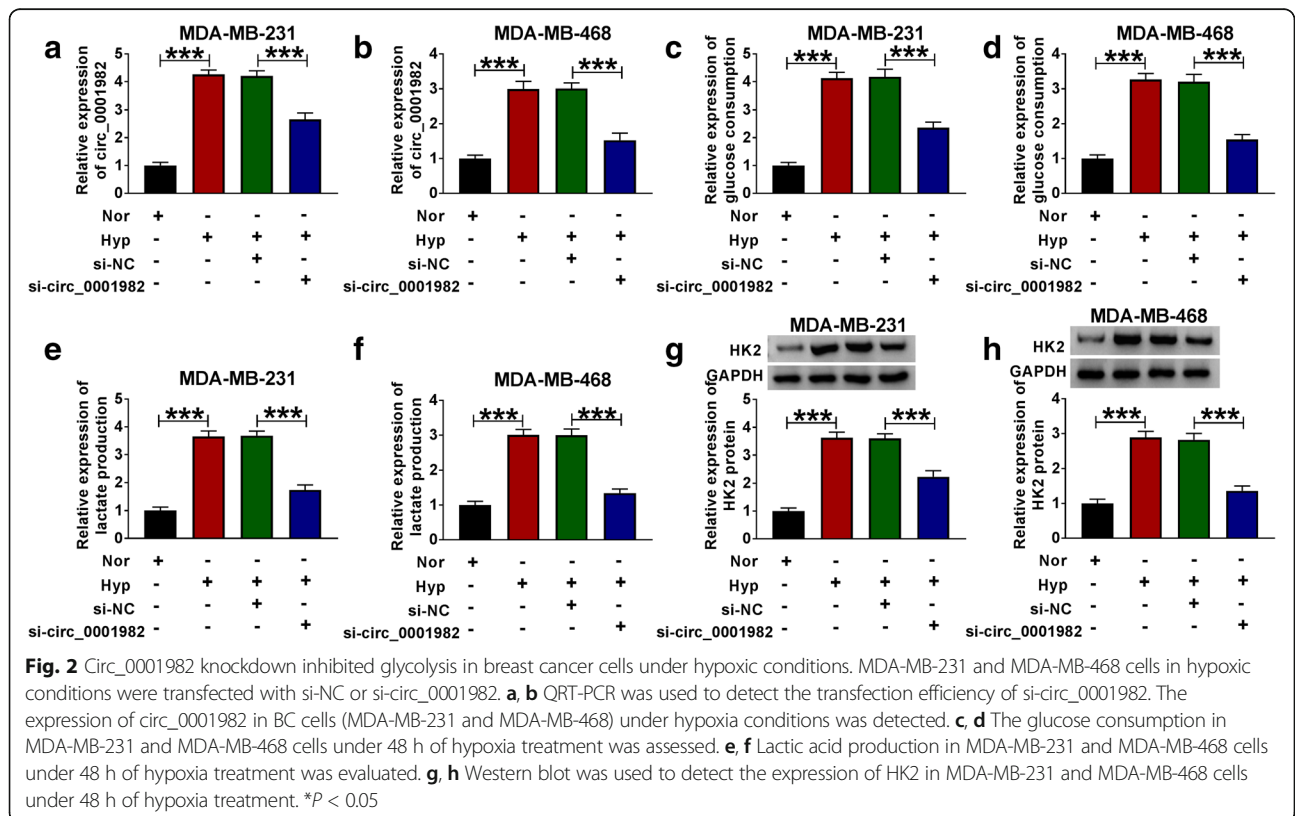 a
MDA-MB-231
Relative expression
of circ_0001982
5
4
3
2
1
0
*** ***
Nor + - - -
Hyp - + + +
si-NC - - + -
si-circ_0001982 - - - +
b
MDA-MB-468
Relative expression
of circ_0001982
4
3
2
1
0
*** ***
Nor + - - -
Hyp - + + +
si-NC - - + -
si-circ_0001982 - - - +
c
MDA-MB-231
Relative expression of
glucose consumption
5
4
3
2
1
0
*** ***
Nor + - - -
Hyp - + + +
si-NC - - + -
si-circ_0001982 - - - +
d
MDA-MB-468
Relative expression of
glucose consumption
4
3
2
1
0
*** ***
Nor + - - -
Hyp - + + +
si-NC - - + -
si-circ_0001982 - - - +
e
MDA-MB-231
Relative expression of
lactate production
5
4
3
2
1
0
*** ***
Nor + - - -
Hyp - + + +
si-NC - - + -
si-circ_0001982 - - - +
f
MDA-MB-468
Relative expression of
lactate production
4
3
2
1
0
*** ***
Nor + - - -
Hyp - + + +
si-NC - - + -
si-circ_0001982 - - - +
g
MDA-MB-231
HK2
GAPDH
Relative expression of
HK2 protein
5
4
3
2
1
0
*** ***
Nor + - - -
Hyp - + + +
si-NC - - + -
si-circ_0001982 - - - +
h
MDA-MB-468
HK2
GAPDH
Relative expression of
HK2 protein
4
3
2
1
0
*** ***
Nor + - - -
Hyp - + + +
si-NC - - + -
si-circ_0001982 - - - +
Fig. 2 Circ_0001982 knockdown inhibited glycolysis in breast cancer cells under hypoxic conditions. MDA-MB-231 and MDA-MB-468 cells in hypoxic
conditions were transfected with si-NC or si-circ_0001982. a, b QRT-PCR was used to detect the transfection efficiency of si-circ_0001982. The
expression of circ_0001982 in BC cells (MDA-MB-231 and MDA-MB-468) under hypoxia conditions was detected. c, d The glucose consumption in
MDA-MB-231 and MDA-MB-468 cells under 48 h of hypoxia treatment was assessed. e, f Lactic acid production in MDA-MB-231 and MDA-MB-468 cells
under 48 h of hypoxia treatment was evaluated. g, h Western blot was used to detect the expression of HK2 in MDA-MB-231 and MDA-MB-468 cells
under 48 h of hypoxia treatment. *P < 0.05